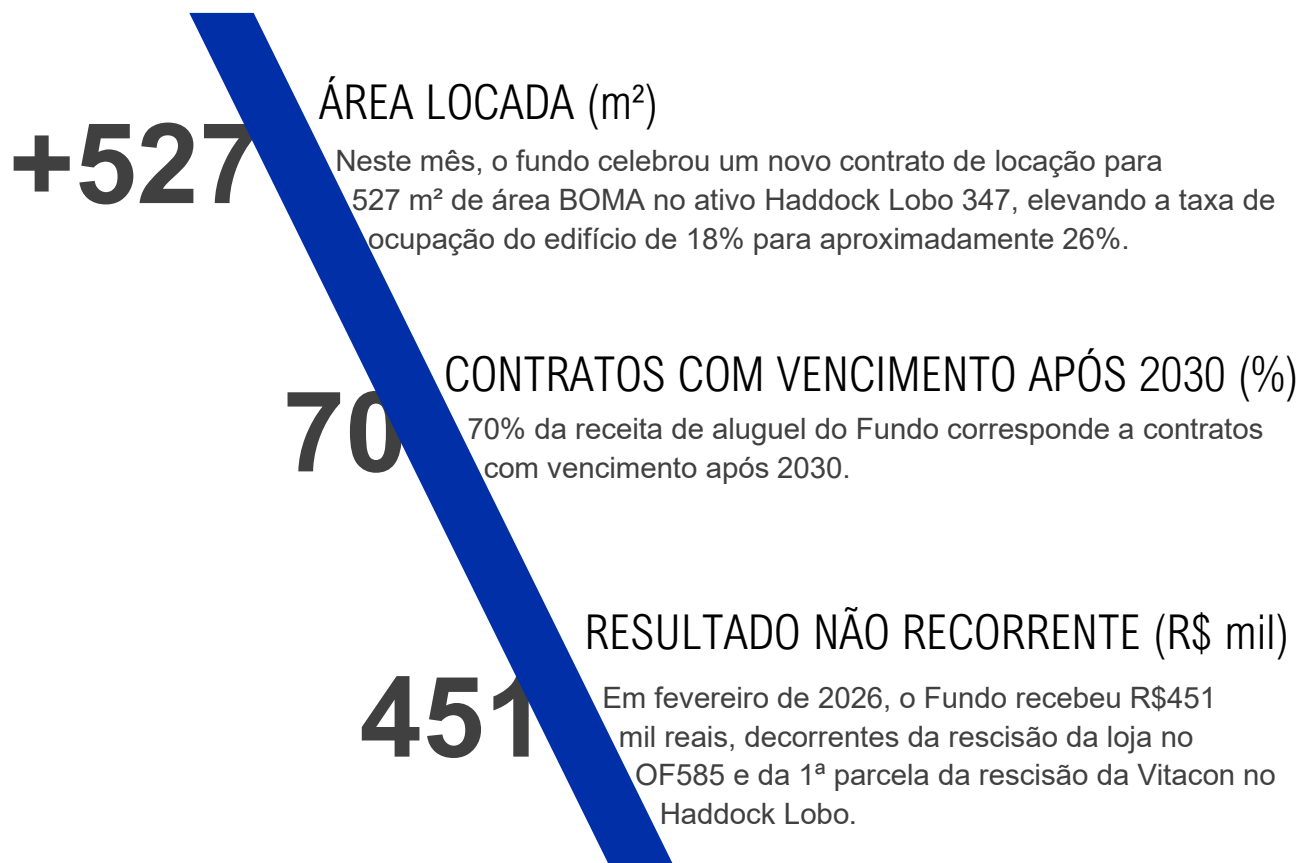 +527
ÁREA LOCADA (m²)
Neste mês, o fundo celebrou um novo contrato de locação para
527 m² de área BOMA no ativo Haddock Lobo 347, elevando a taxa de
ocupação do edifício de 18% para aproximadamente 26%.
70
CONTRATOS COM VENCIMENTO APÓS 2030 (%)
70% da receita de aluguel do Fundo corresponde a contratos
com vencimento após 2030.
451
RESULTADO NÃO RECORRENTE (R$ mil)
Em fevereiro de 2026, o Fundo recebeu R$451
mil reais, decorrentes da rescisão da loja no
OF585 e da 1ª parcela da rescisão da Vitacon no
Haddock Lobo.